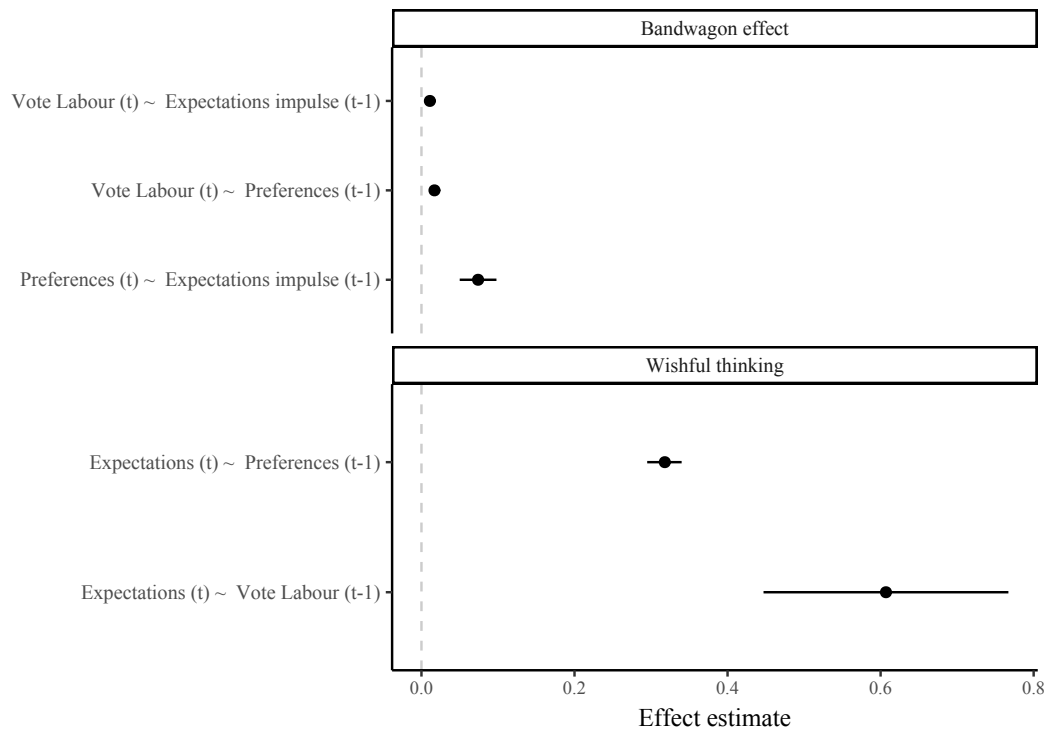 Bandwagon effect
Vote Labour (t) ~ Expectations impulse (t-1)
Vote Labour (t) ~ Preferences (t-1)
Preferences (t) ~ Expectations impulse (t-1)
Wishful thinking
Expectations (t) ~ Preferences (t-1)
Expectations (t) ~ Vote Labour (t-1)
0.0 0.2 0.4 0.6 0.8
Effect estimate